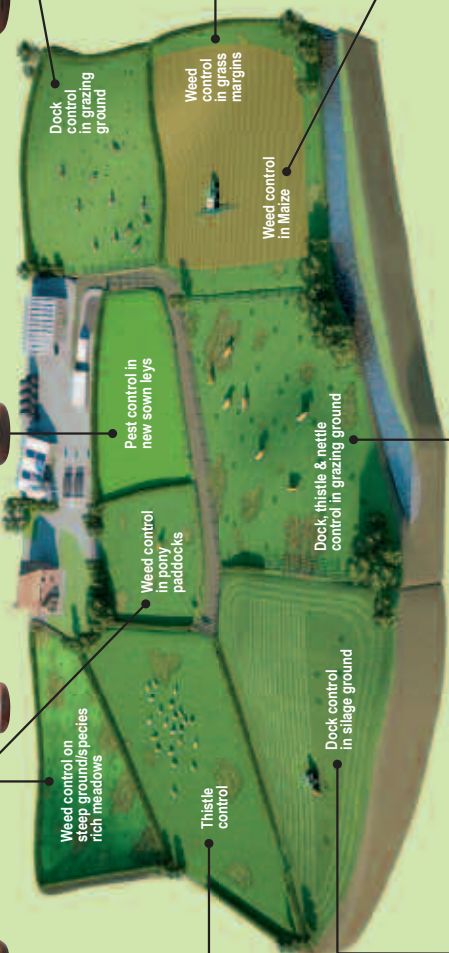 Weed control on
steep ground/species
rich meadows
Thistle
control
Dock control
in silage ground
Weed control
in pony
paddocks
Pest control in
new sown leys
Dock, thistle & nettle
control in grazing ground
Dock
control
in grazing
ground
Weed
control
in grass
margins
Weed control
in Maize